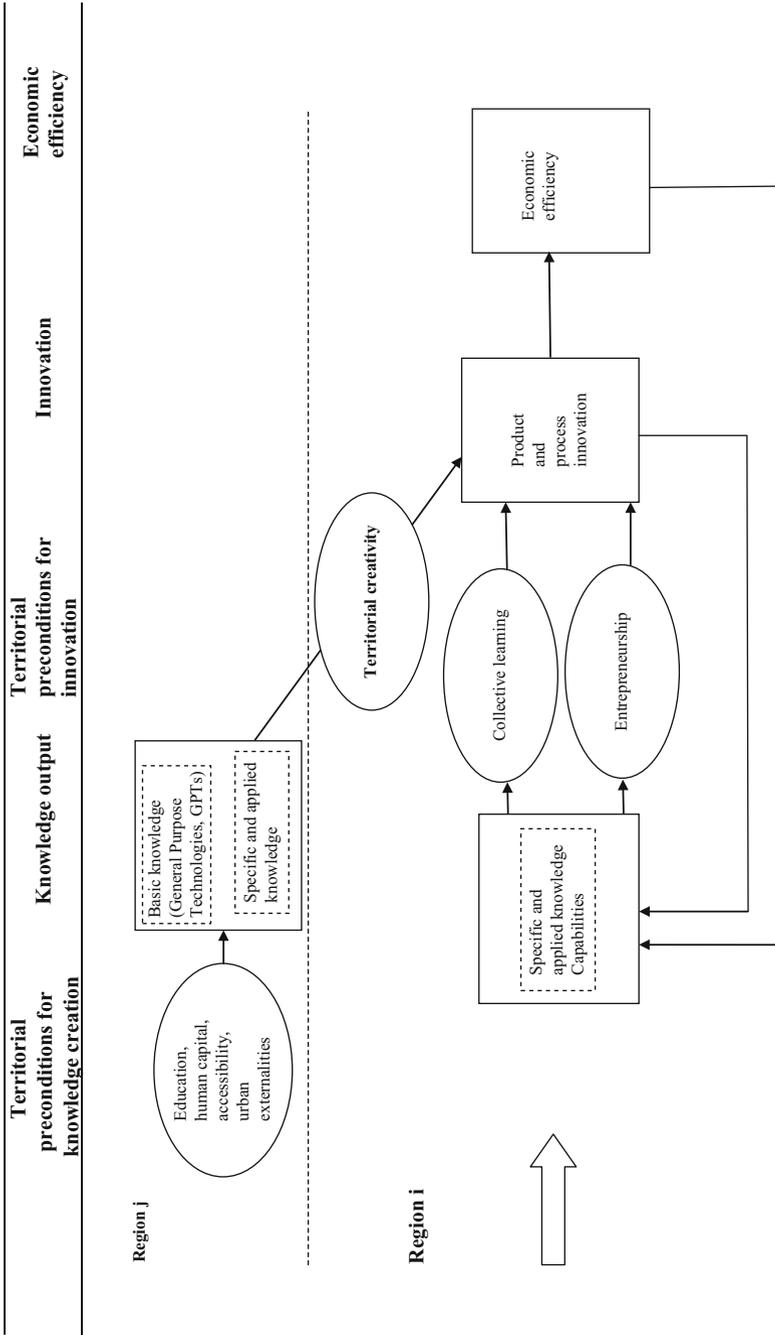 Territorial
preconditions for
knowledge creation
Knowledge output
Territorial
preconditions for
innovation
Innovation
Economic
efficiency
Region j
Education,
human capital,
accessibility,
urban
externalities
Basic knowledge
(General Purpose
Technologies, GPTs)
Specific and applied
knowledge
Territorial creativity
Region i
Specific and
applied knowledge
Capabilities
Collective learning
Entrepreneurship
Product
and
process
innovation
Economic
efficiency